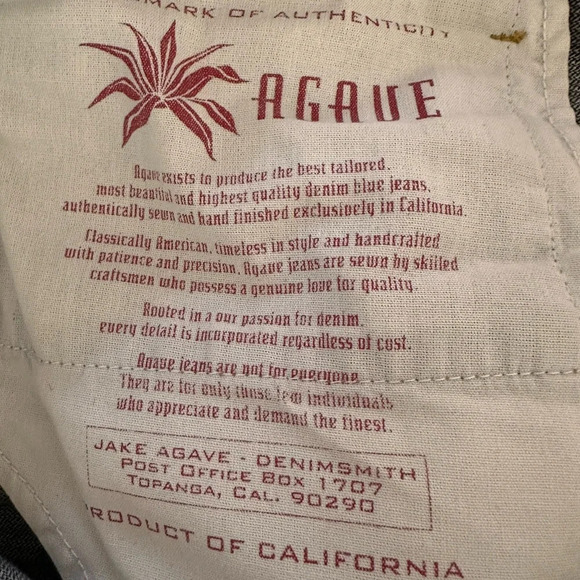 MARK OF AUTHENTICITY
AGAVE
Agave exists to produce the best tailored,
most beautiful and highest quality denim blue jeans,
authentically sewn and hand finished exclusively in California.
Classically American, timeless in style and handcrafted
with patience and precision, Agave jeans are sewn by skilled
craftsmen who possess a genuine love for quality.
Rooted in a our passion for denim,
every detail is incorporated regardless of cost.
Agave jeans are not for everyone
They are for only those few individuals
who appreciate and demand the finest.
JAKE AGAVE - DENIMSMITH
POST OFFICE BOX 1707
TOPANGA, CAL. 90290
PRODUCT OF CALIFORNIA